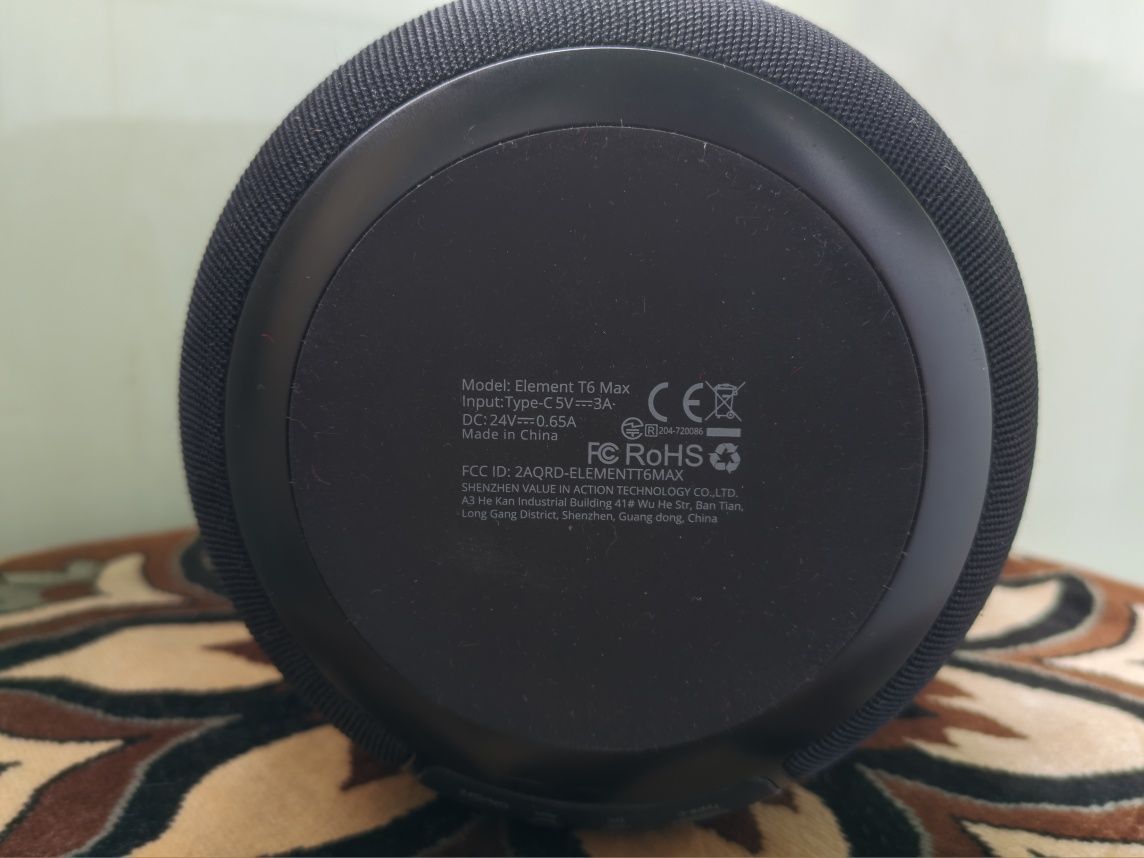 Model: Element T6 Max
Input:Type-C 5V⎓3A
DC: 24V⎓0.65A
Made in China
CE
R 204-720086
FC RoHS
FCC ID: 2AQRD-ELEMENTT6MAX
SHENZHEN VALUE IN ACTION TECHNOLOGY CO.,LTD.
A3 He Kan Industrial Building 41# Wu He Str, Ban Tian,
Long Gang District, Shenzhen, Guang dong, China